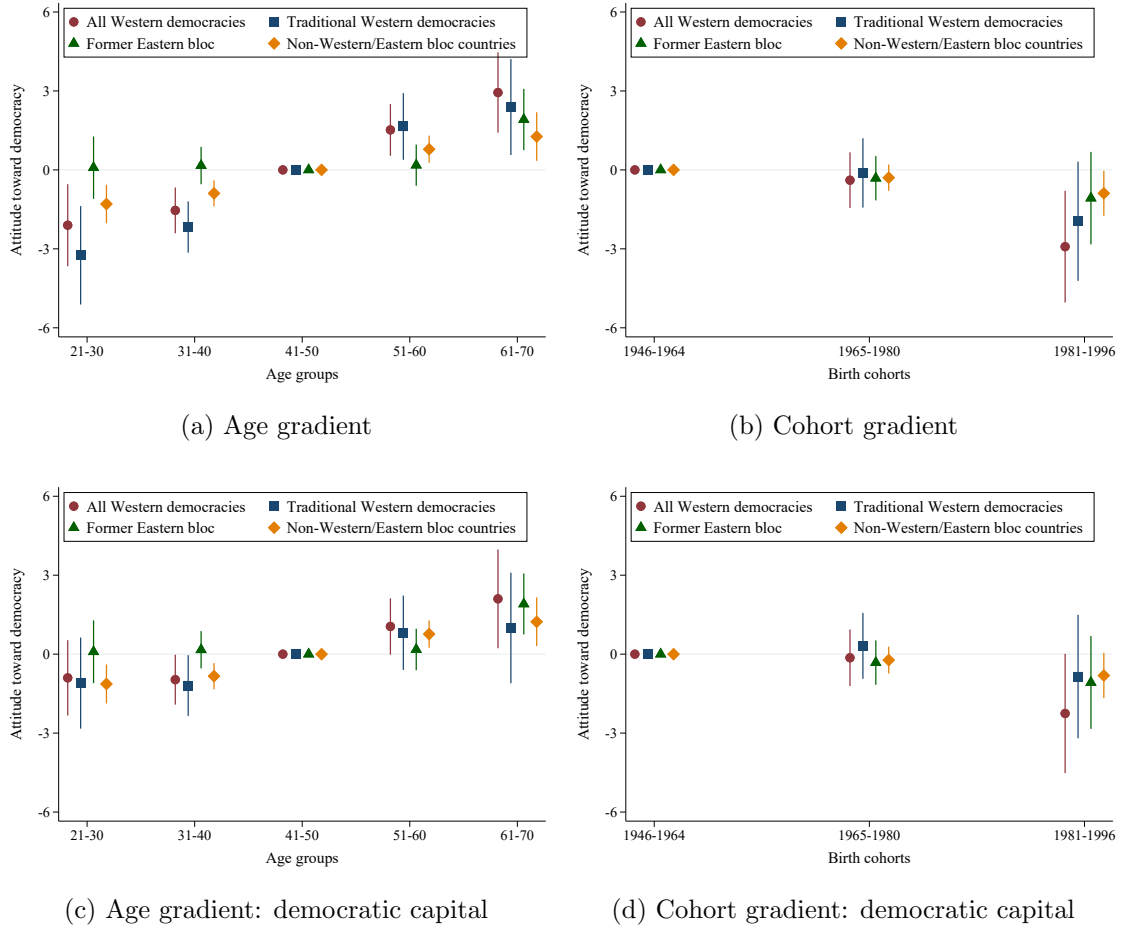 All Western democracies Traditional Western democracies
Former Eastern bloc Non-Western/Eastern bloc countries
6
3
0
-3
-6
Attitude toward democracy
21-30 31-40 41-50 51-60 61-70
Age groups
(a) Age gradient
All Western democracies Traditional Western democracies
Former Eastern bloc Non-Western/Eastern bloc countries
6
3
0
-3
-6
Attitude toward democracy
1946-1964 1965-1980 1981-1996
Birth cohorts
(b) Cohort gradient
All Western democracies Traditional Western democracies
Former Eastern bloc Non-Western/Eastern bloc countries
6
3
0
-3
-6
Attitude toward democracy
21-30 31-40 41-50 51-60 61-70
Age groups
(c) Age gradient: democratic capital
All Western democracies Traditional Western democracies
Former Eastern bloc Non-Western/Eastern bloc countries
6
3
0
-3
-6
Attitude toward democracy
1946-1964 1965-1980 1981-1996
Birth cohorts
(d) Cohort gradient: democratic capital